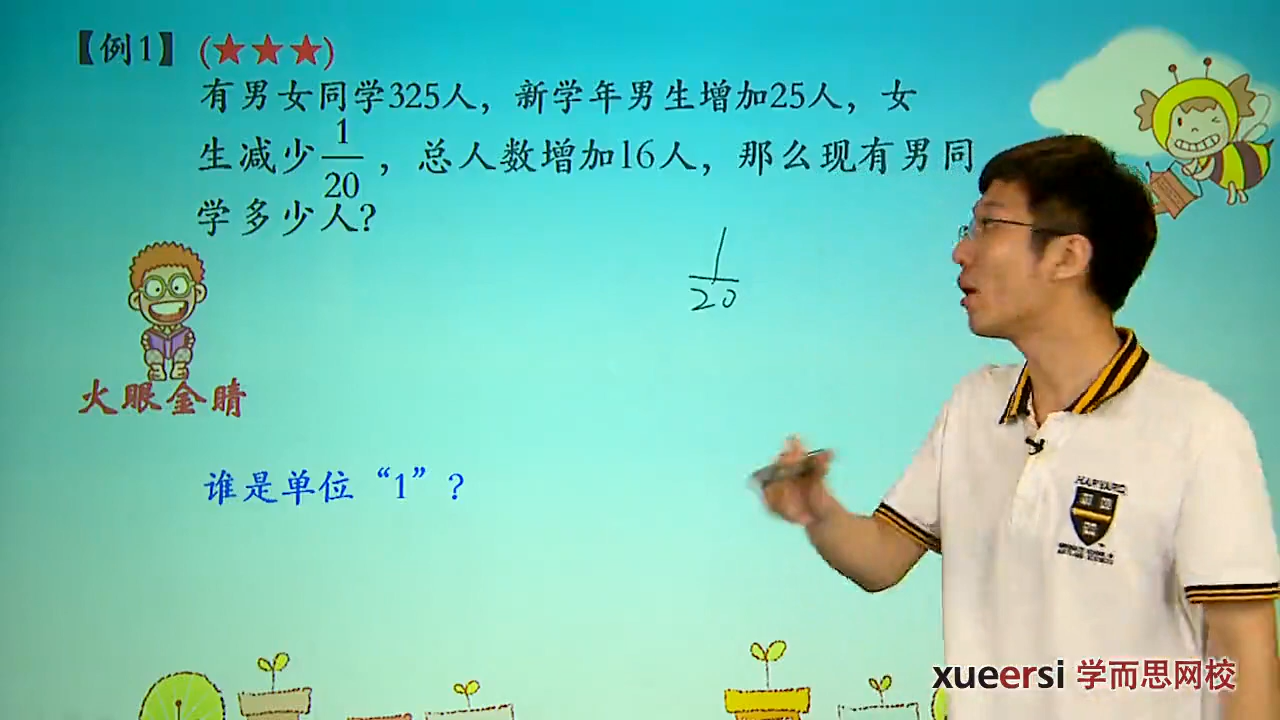 【例1】(★★★)
有男女同学325人，新学年男生增加25人，女
生减少1/20，总人数增加16人，那么现有男同
学多少人？
1/20
火眼金睛
谁是单位“1”？
HARVARD
xueersi 学而思网校